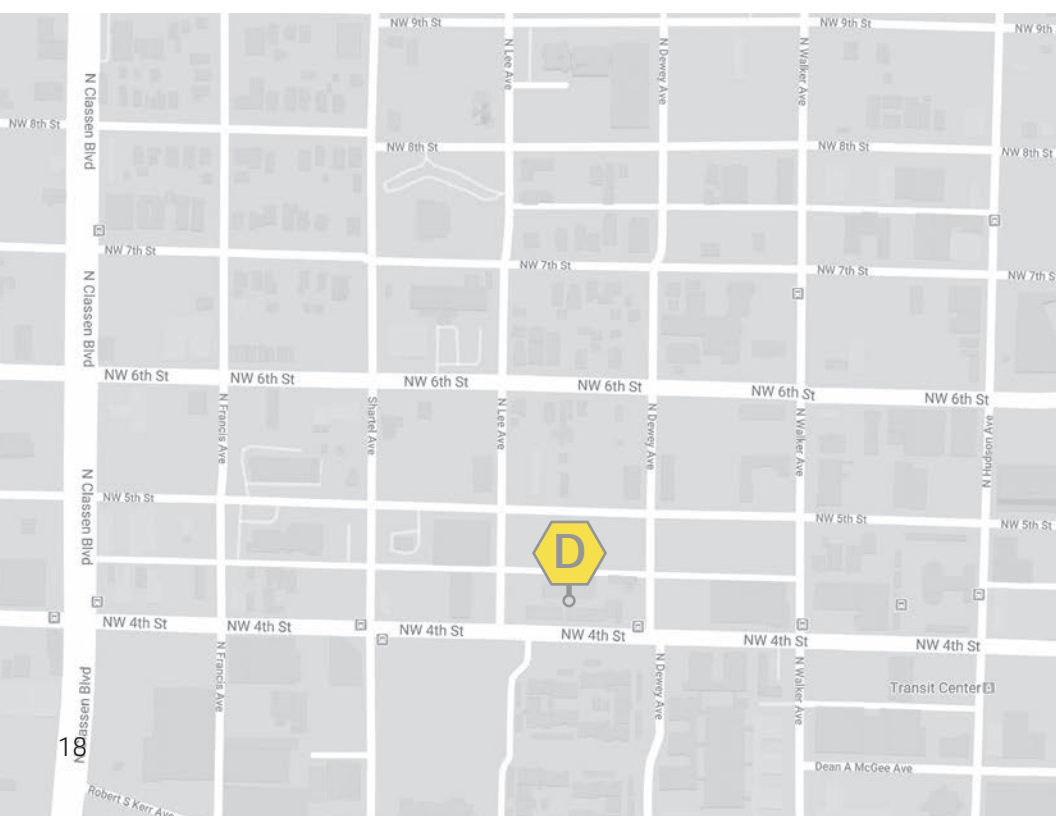 NW 9th St
NW 9th St
NW 9th
N Lee Ave
N Dewey Ave
N Walker Ave
N Classen Blvd
NW 8th St
NW 8th St
NW 8th St
NW 8th St
NW 7th St
NW 7th St
NW 7th St
NW 7th S
N Classen Blvd
NW 6th St
NW 6th St
NW 6th St
NW 6th St
NW 6th St
NW 6th St
N Francis Ave
Shartel Ave
N Lee Ave
N Dewey Ave
N Walker Ave
N Hudson Ave
N Classen Blvd
NW 5th St
NW 5th St
NW 5th St
D
NW 4th St
NW 4th St
NW 4th St
NW 4th St
NW 4th St
NW 4th St
N Francis Ave
N Dewey Ave
N Walker Ave
Transit Center
N Classen Blvd
18
Dean A McGee Ave
Robert S Kerr Ave